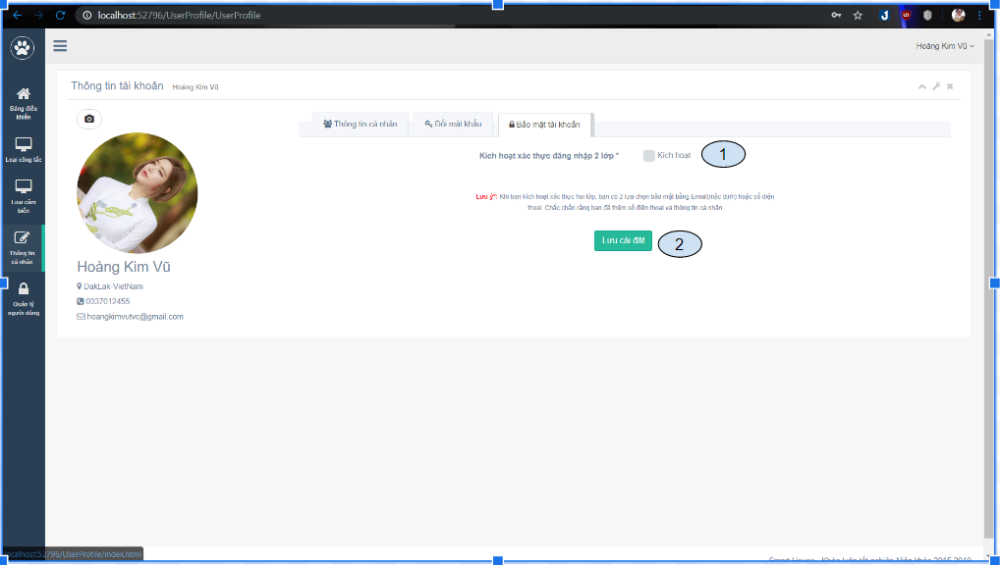 localhost:52796/UserProfile/UserProfile
Hoàng Kim Vũ
Bảng điều khiển
Loại công tắc
Loại cảm biến
Thông tin cá nhân
Quản lý người dùng
Thông tin tài khoản Hoàng Kim Vũ
Thông tin cá nhân
Đổi mật khẩu
Bảo mật tài khoản
Kích hoạt xác thực đăng nhập 2 lớp *
Kích hoạt
1
Lưu ý*: Khi bạn kích hoạt xác thực hai lớp, bạn có 2 lựa chọn bảo mật bằng Email(mặc định) hoặc số điện
thoại. Chắc chắn rằng bạn đã thêm số điện thoại và thông tin cá nhân
Lưu cài đặt
2
Hoàng Kim Vũ
DakLak-VietNam
0337012455
hoangkimvutvc@gmail.com
localhost:52796/UserProfile/index.html
Smart House - Khóa luận tốt nghiệp Niên khóa 2015-2019